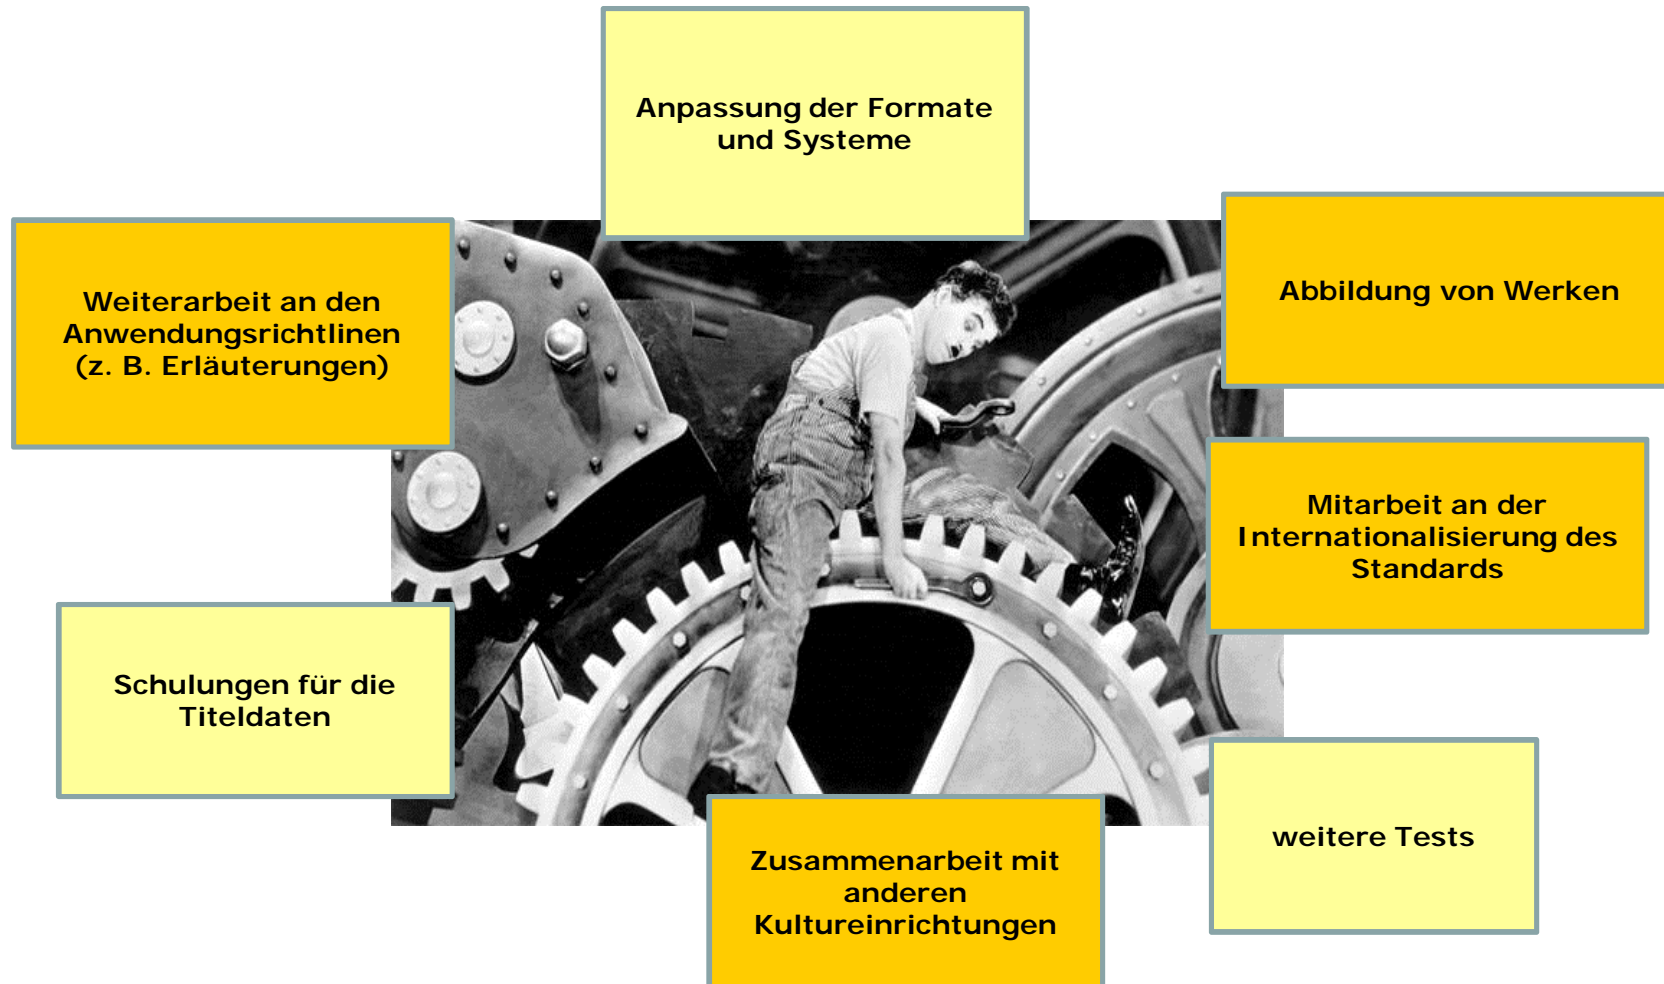 Anpassung der Formate
und Systeme
Weiterarbeit an den
Anwendungsrichtlinen
(z. B. Erläuterungen)
Abbildung von Werken
Mitarbeit an der
Internationalisierung des
Standards
Schulungen für die
Titeldaten
weitere Tests
Zusammenarbeit mit
anderen
Kultureinrichtungen